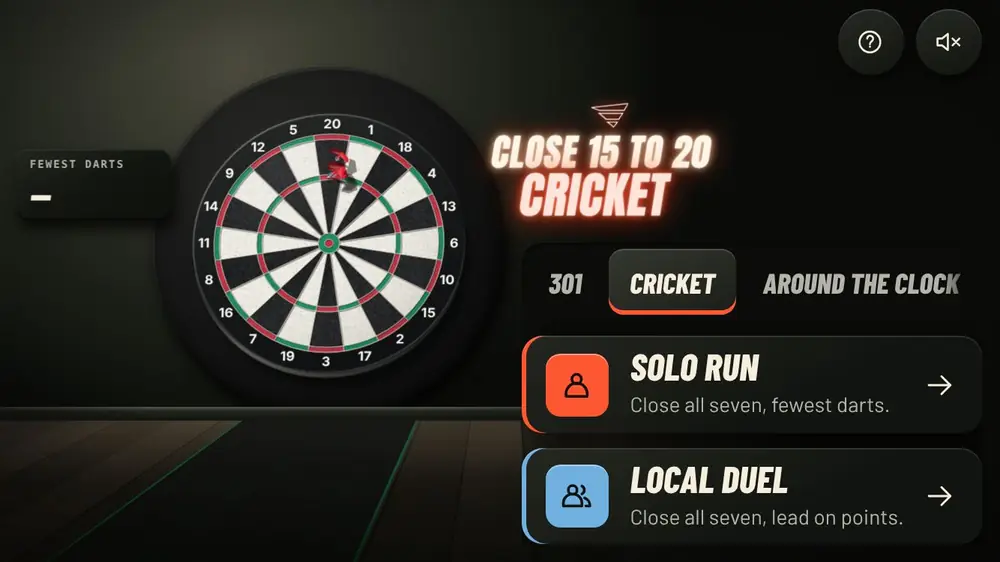 FEWEST DARTS
–
20
1
18
4
13
6
10
15
2
17
3
19
7
16
8
11
14
9
12
5
CLOSE 15 TO 20
CRICKET
301
CRICKET
AROUND THE CLOCK
SOLO RUN
Close all seven, fewest darts.
LOCAL DUEL
Close all seven, lead on points.